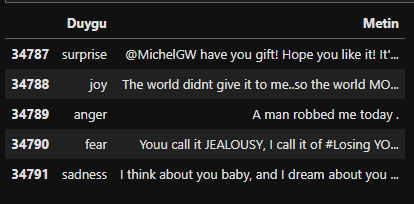 Duygu Metin
34787 surprise @MichelGW have you gift! Hope you like it! It'...
34788 joy The world didnt give it to me..so the world MO...
34789 anger A man robbed me today .
34790 fear Youu call it JEALOUSY, I call it of #Losing YO...
34791 sadness I think about you baby, and I dream about you ...